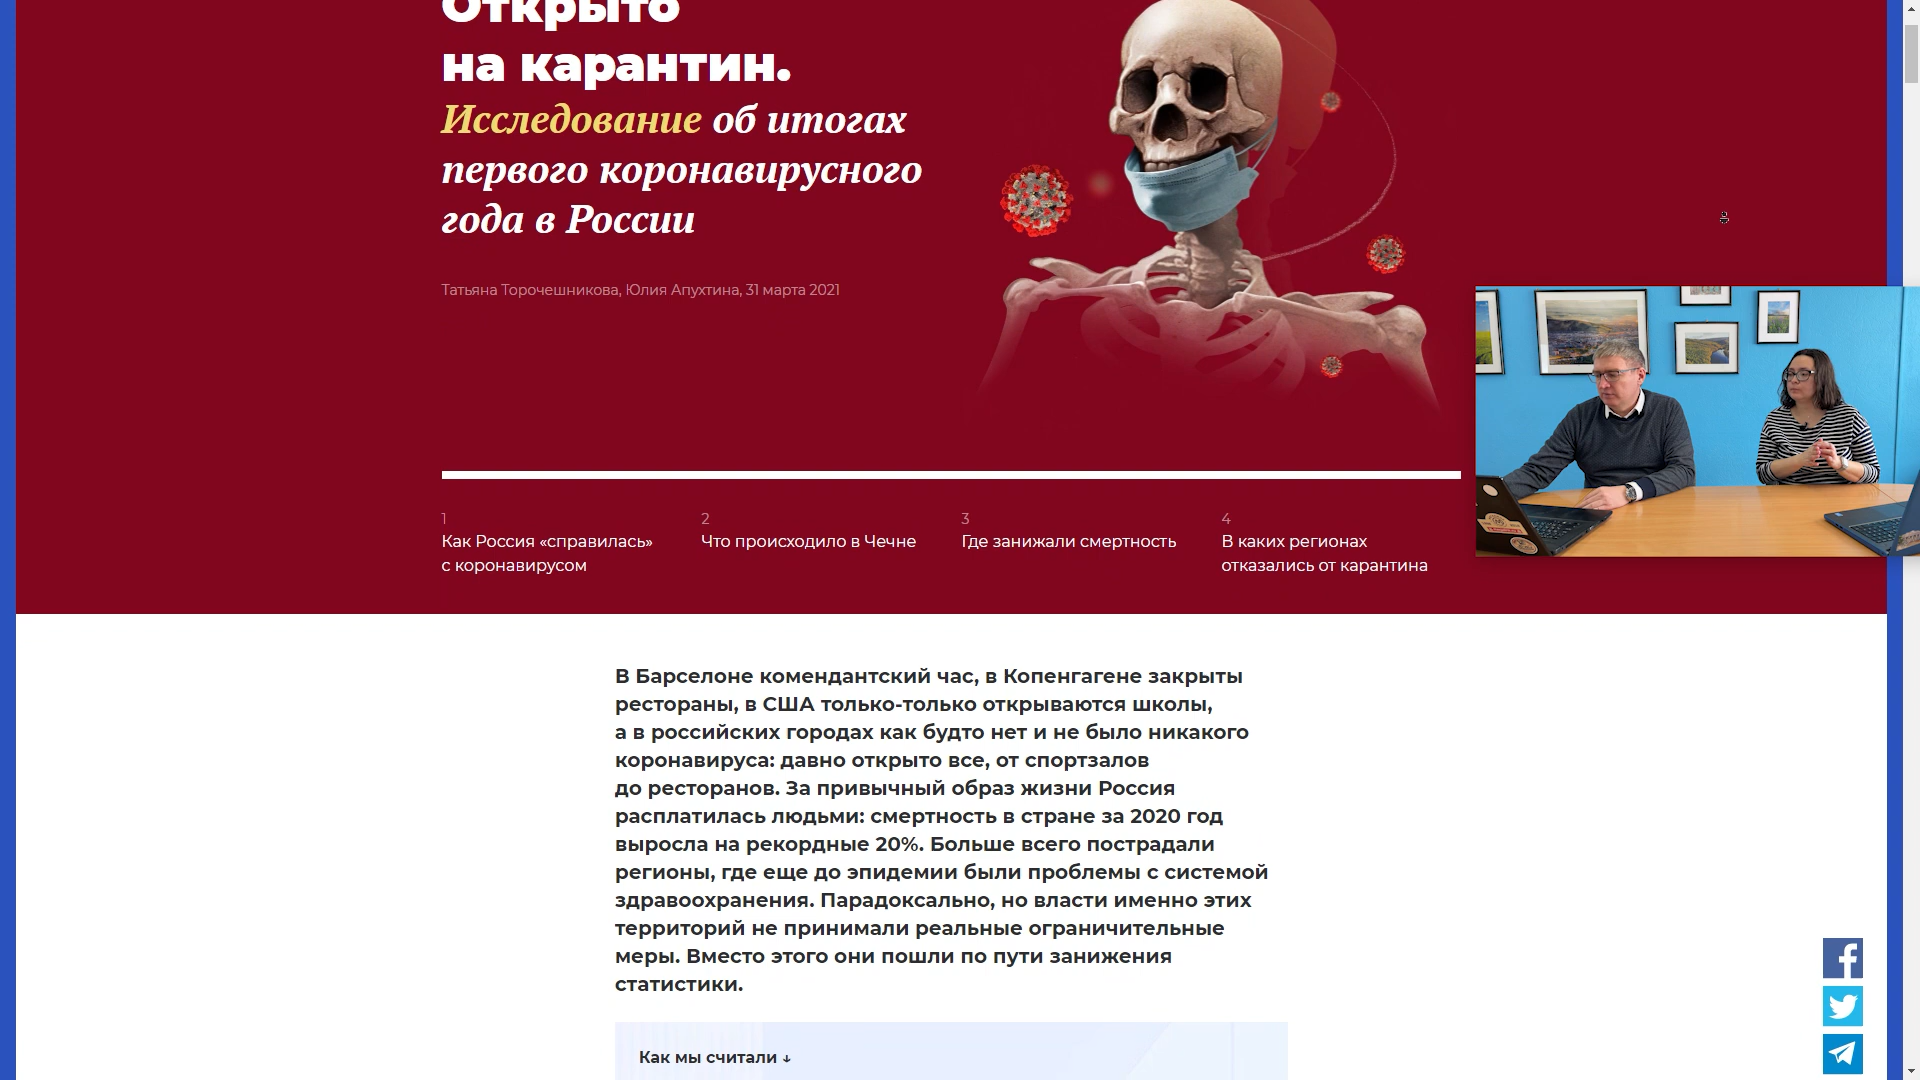 Открыто
на карантин.
Исследование об итогах
первого коронавирусного
года в России
Татьяна Торочешникова, Юлия Апухтина, 31 марта 2021
1
Как Россия «справилась»
с коронавирусом
2
Что происходило в Чечне
3
Где занижали смертность
4
В каких регионах
отказались от карантина
В Барселоне комендантский час, в Копенгагене закрыты
рестораны, в США только-только открываются школы,
а в российских городах как будто нет и не было никакого
коронавируса: давно открыто все, от спортзалов
до ресторанов. За привычный образ жизни Россия
расплатилась людьми: смертность в стране за 2020 год
выросла на рекордные 20%. Больше всего пострадали
регионы, где еще до эпидемии были проблемы с системой
здравоохранения. Парадоксально, но власти именно этих
территорий не принимали реальные ограничительные
меры. Вместо этого они пошли по пути занижения
статистики.
Как мы считали ↓